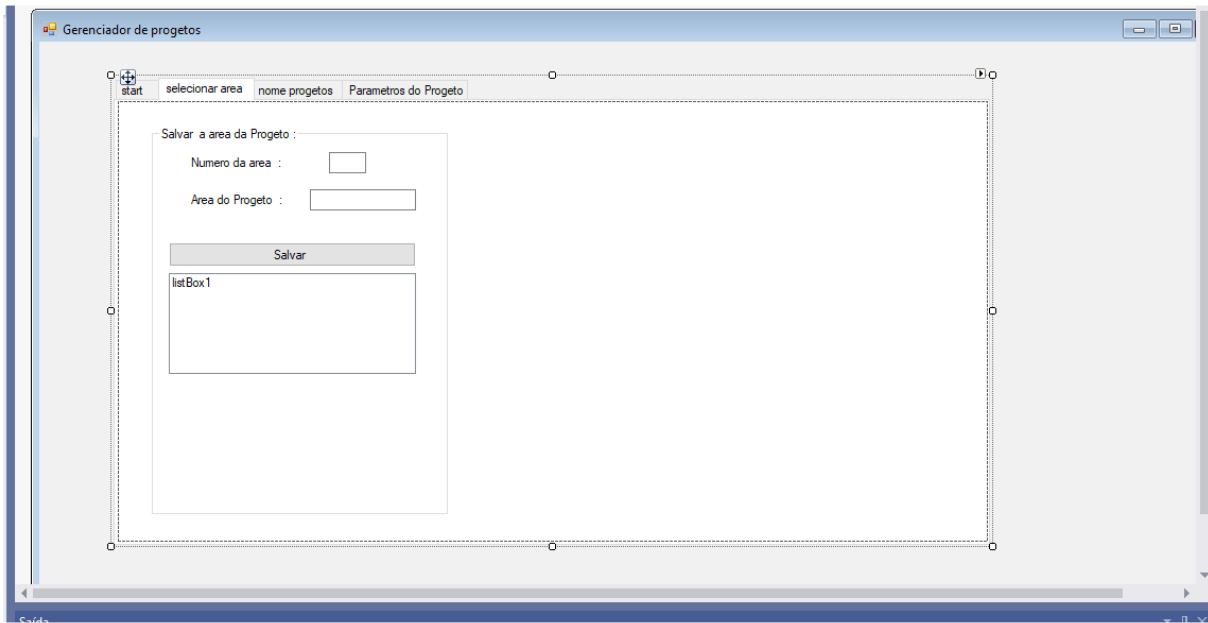 Gerenciador de progetos
start selecionar area nome progetos Parametros do Progeto
Salvar a area da Progeto :
Numero da area :
Area do Progeto :
Salvar
listBox1
Saída